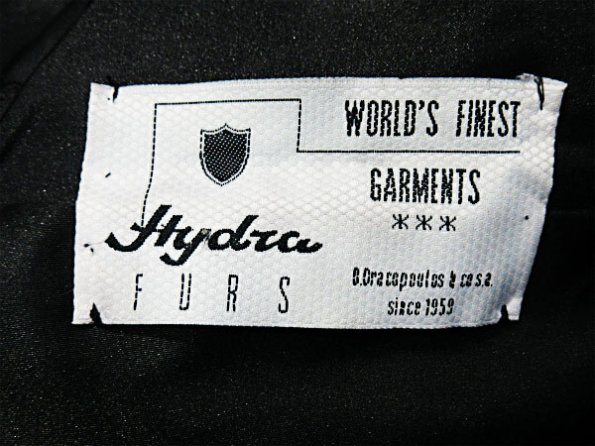 WORLD'S FINEST
GARMENTS
***
Hydra
FURS
D.Dracopoulos & co s.a.
since 1959